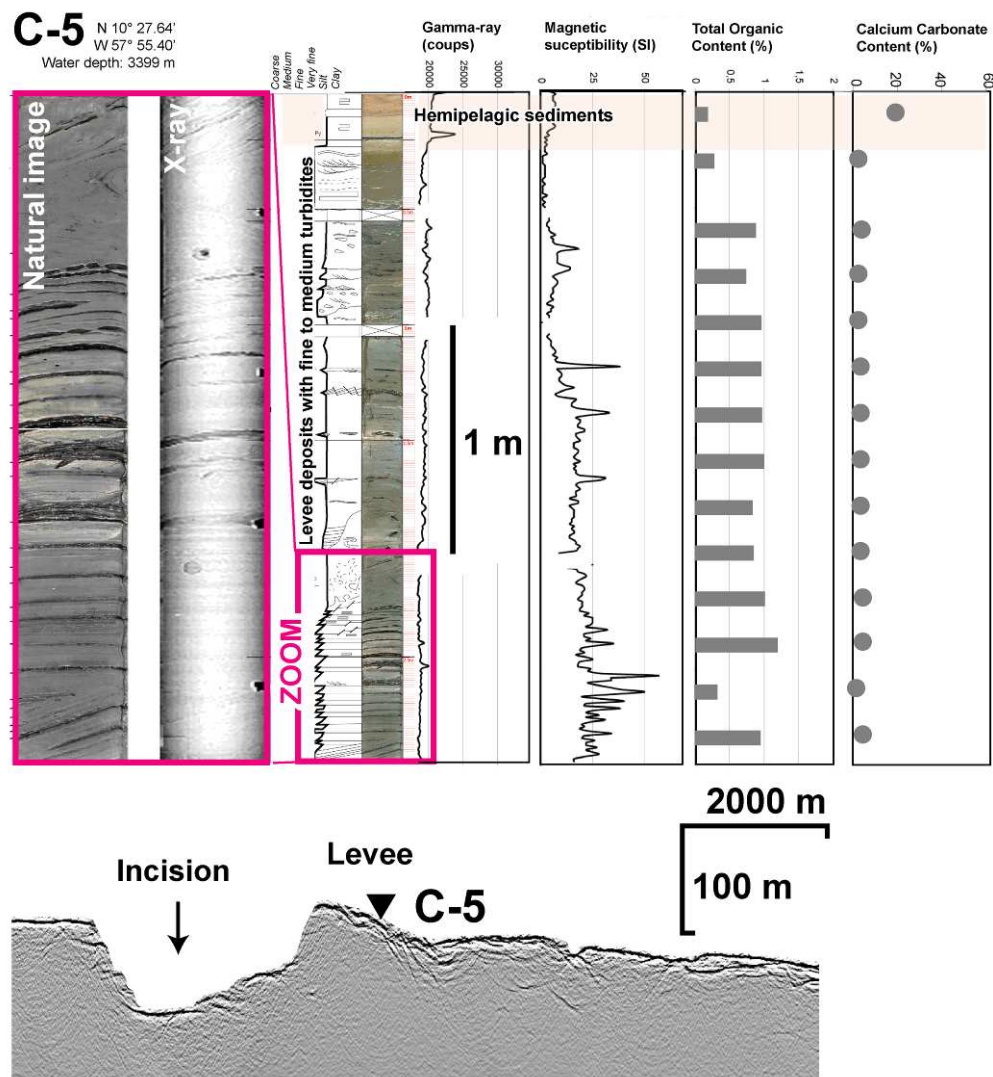 C-5
N 10° 27.64'
W 57° 55.40'
Water depth: 3399 m
Coarse
Medium
Fine
Very fine
Silt
Clay
Gamma-ray
(coups)
20000
25000
30000
Magnetic
suceptibility (SI)
0
25
50
Total Organic
Content (%)
0
0.5
1
1.5
2
Calcium Carbonate
Content (%)
0
20
40
60
Natural image
X-ray
Hemipelagic sediments
Levee deposits with fine to medium turbidites
1 m
ZOOM
2000 m
100 m
Incision
Levee
C-5